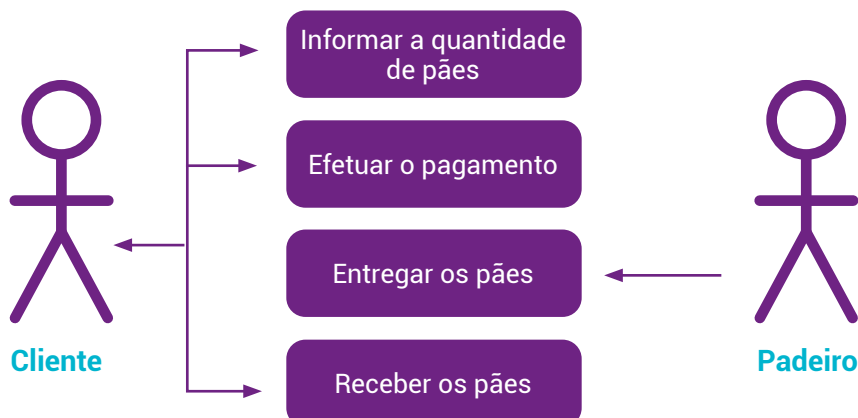 Informar a quantidade
de pães
Efetuar o pagamento
Entregar os pães
Receber os pães
Cliente
Padeiro